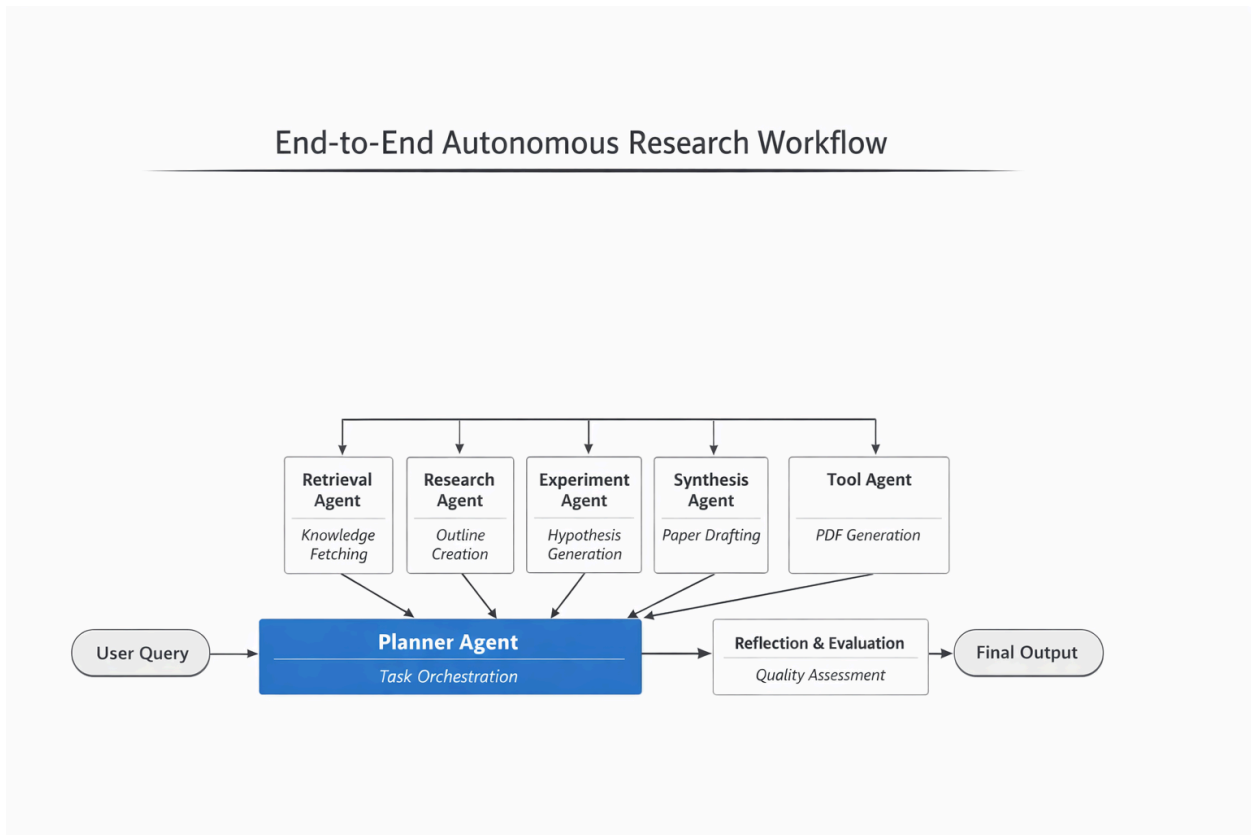 End-to-End Autonomous Research Workflow
Retrieval
Agent
Knowledge
Fetching
Research
Agent
Outline
Creation
Experiment
Agent
Hypothesis
Generation
Synthesis
Agent
Paper Drafting
Tool Agent
PDF Generation
User Query
Planner Agent
Task Orchestration
Reflection & Evaluation
Quality Assessment
Final Output